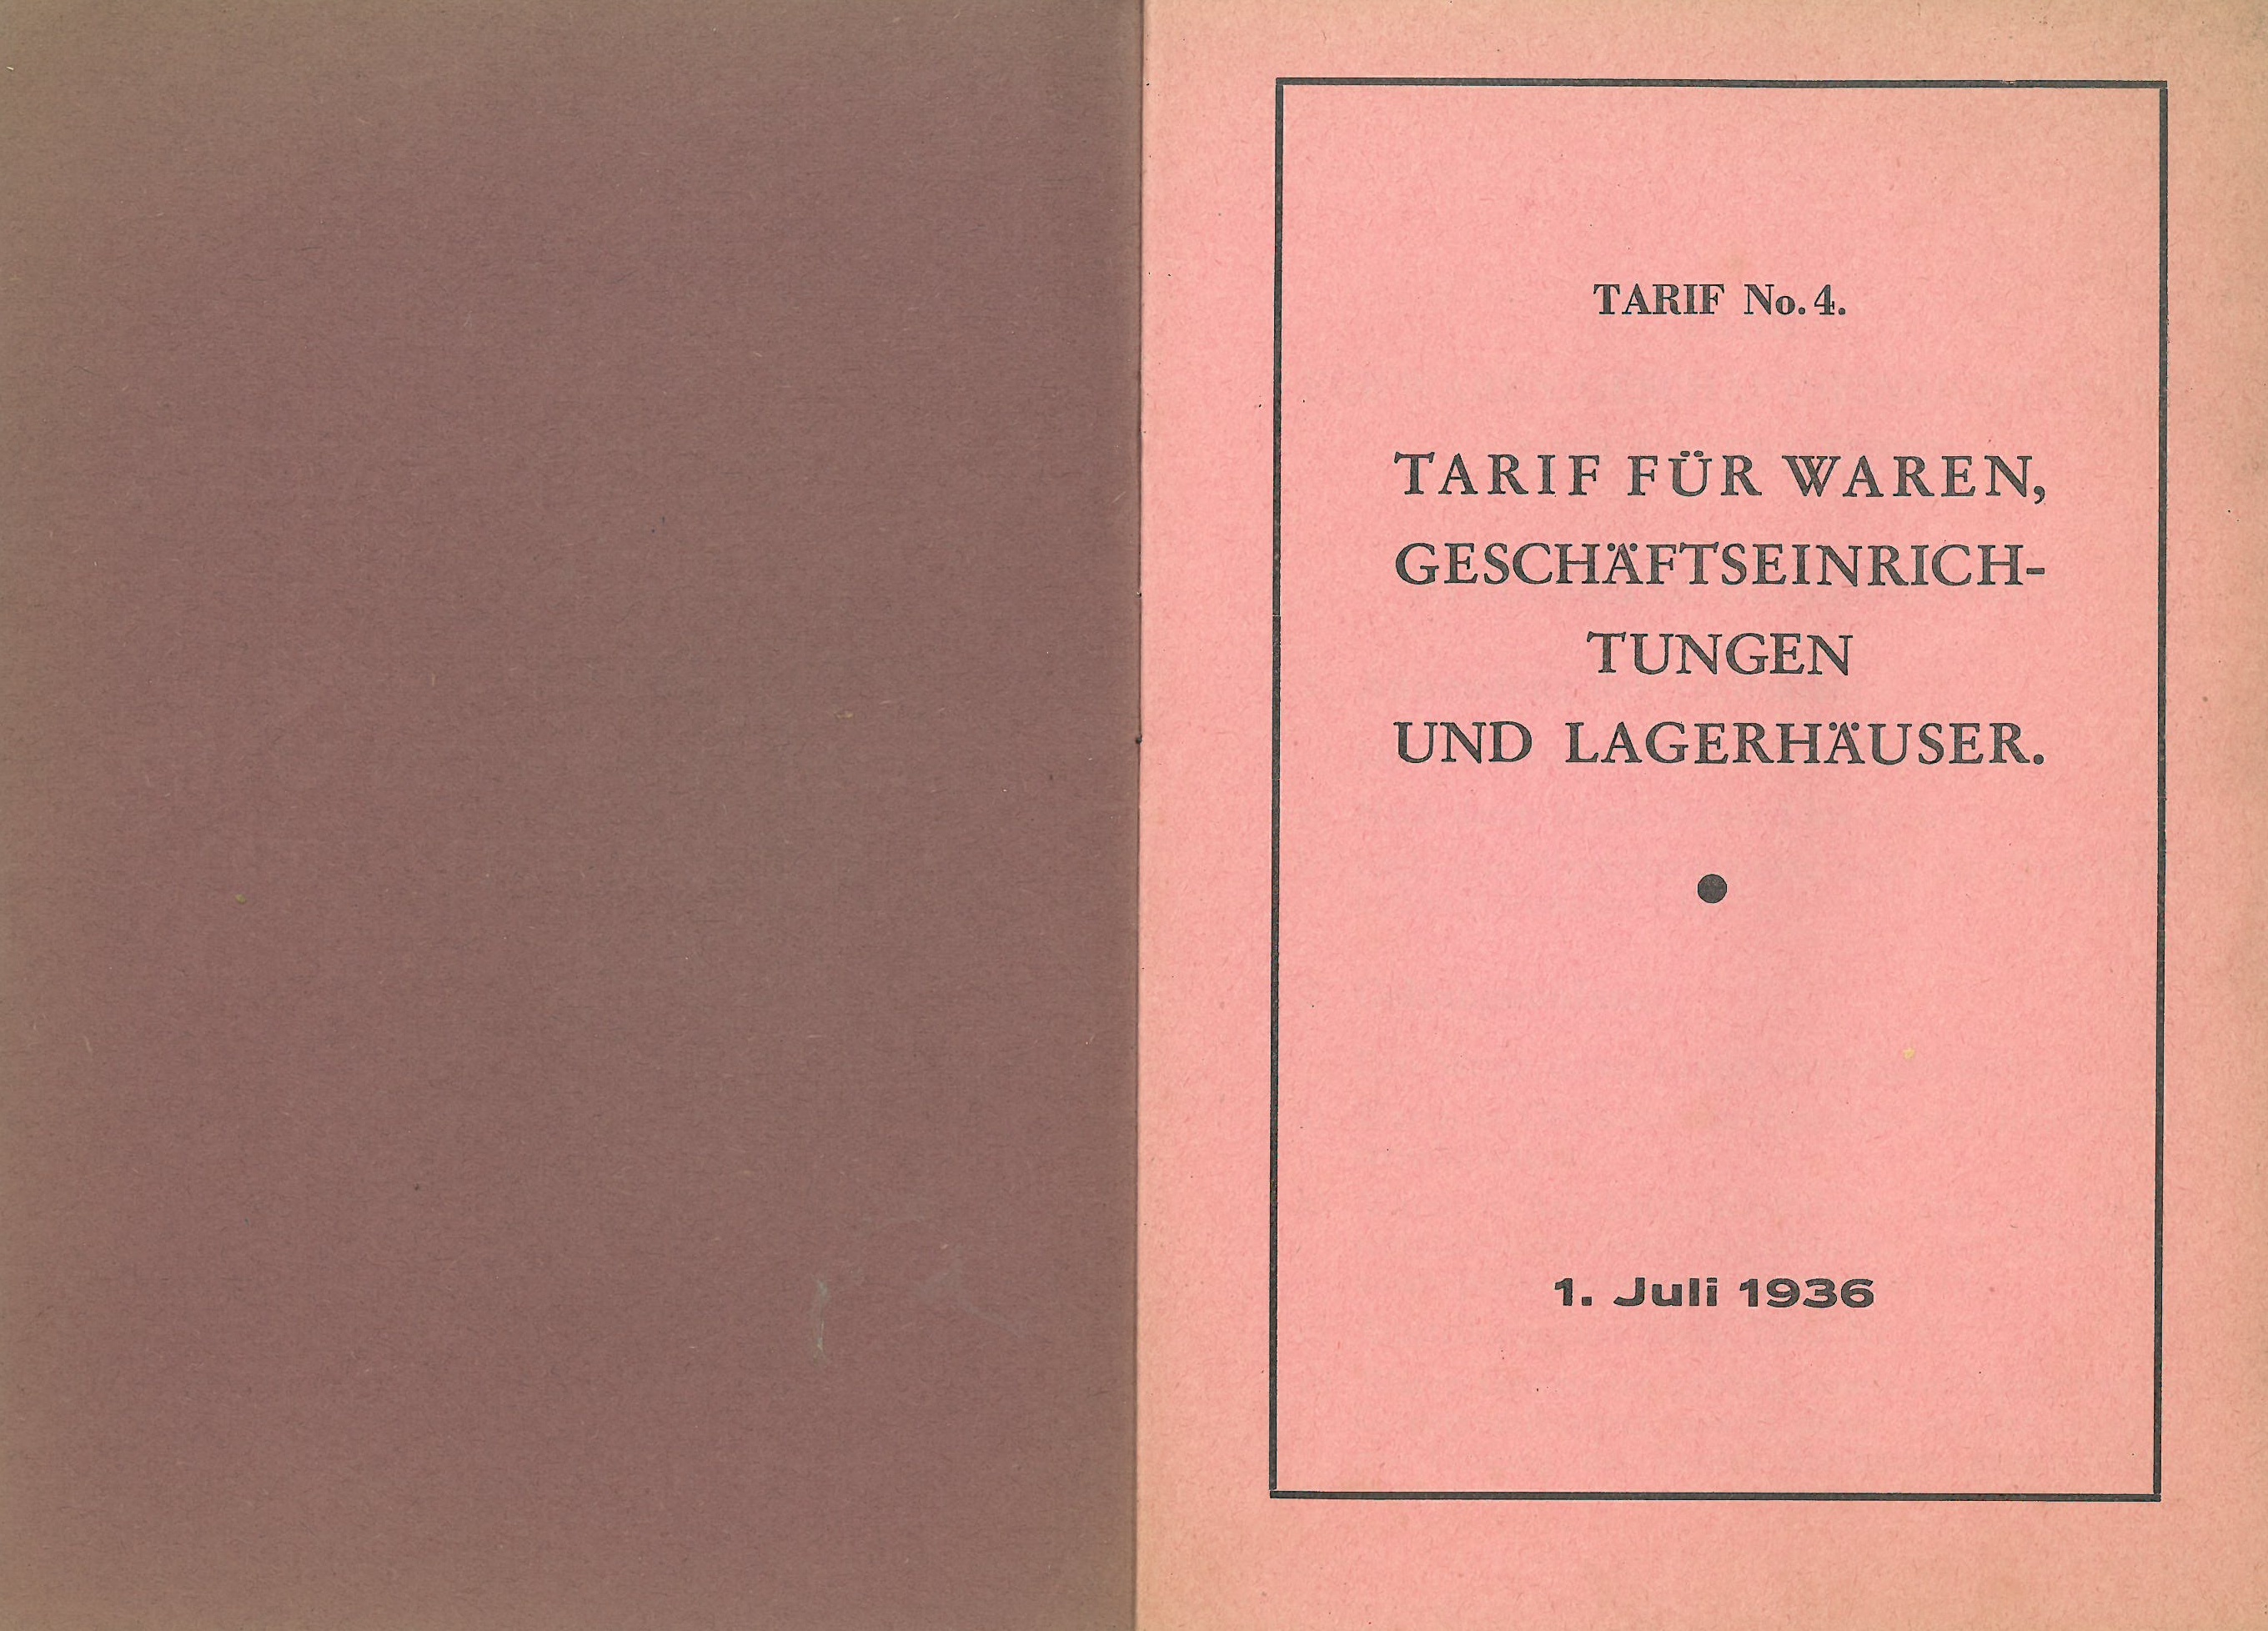 TARIF No. 4.
TARIF FÜR WAREN,
GESCHÄFTSEINRICH-
TUNGEN
UND LAGERHÄUSER.
1. Juli 1936